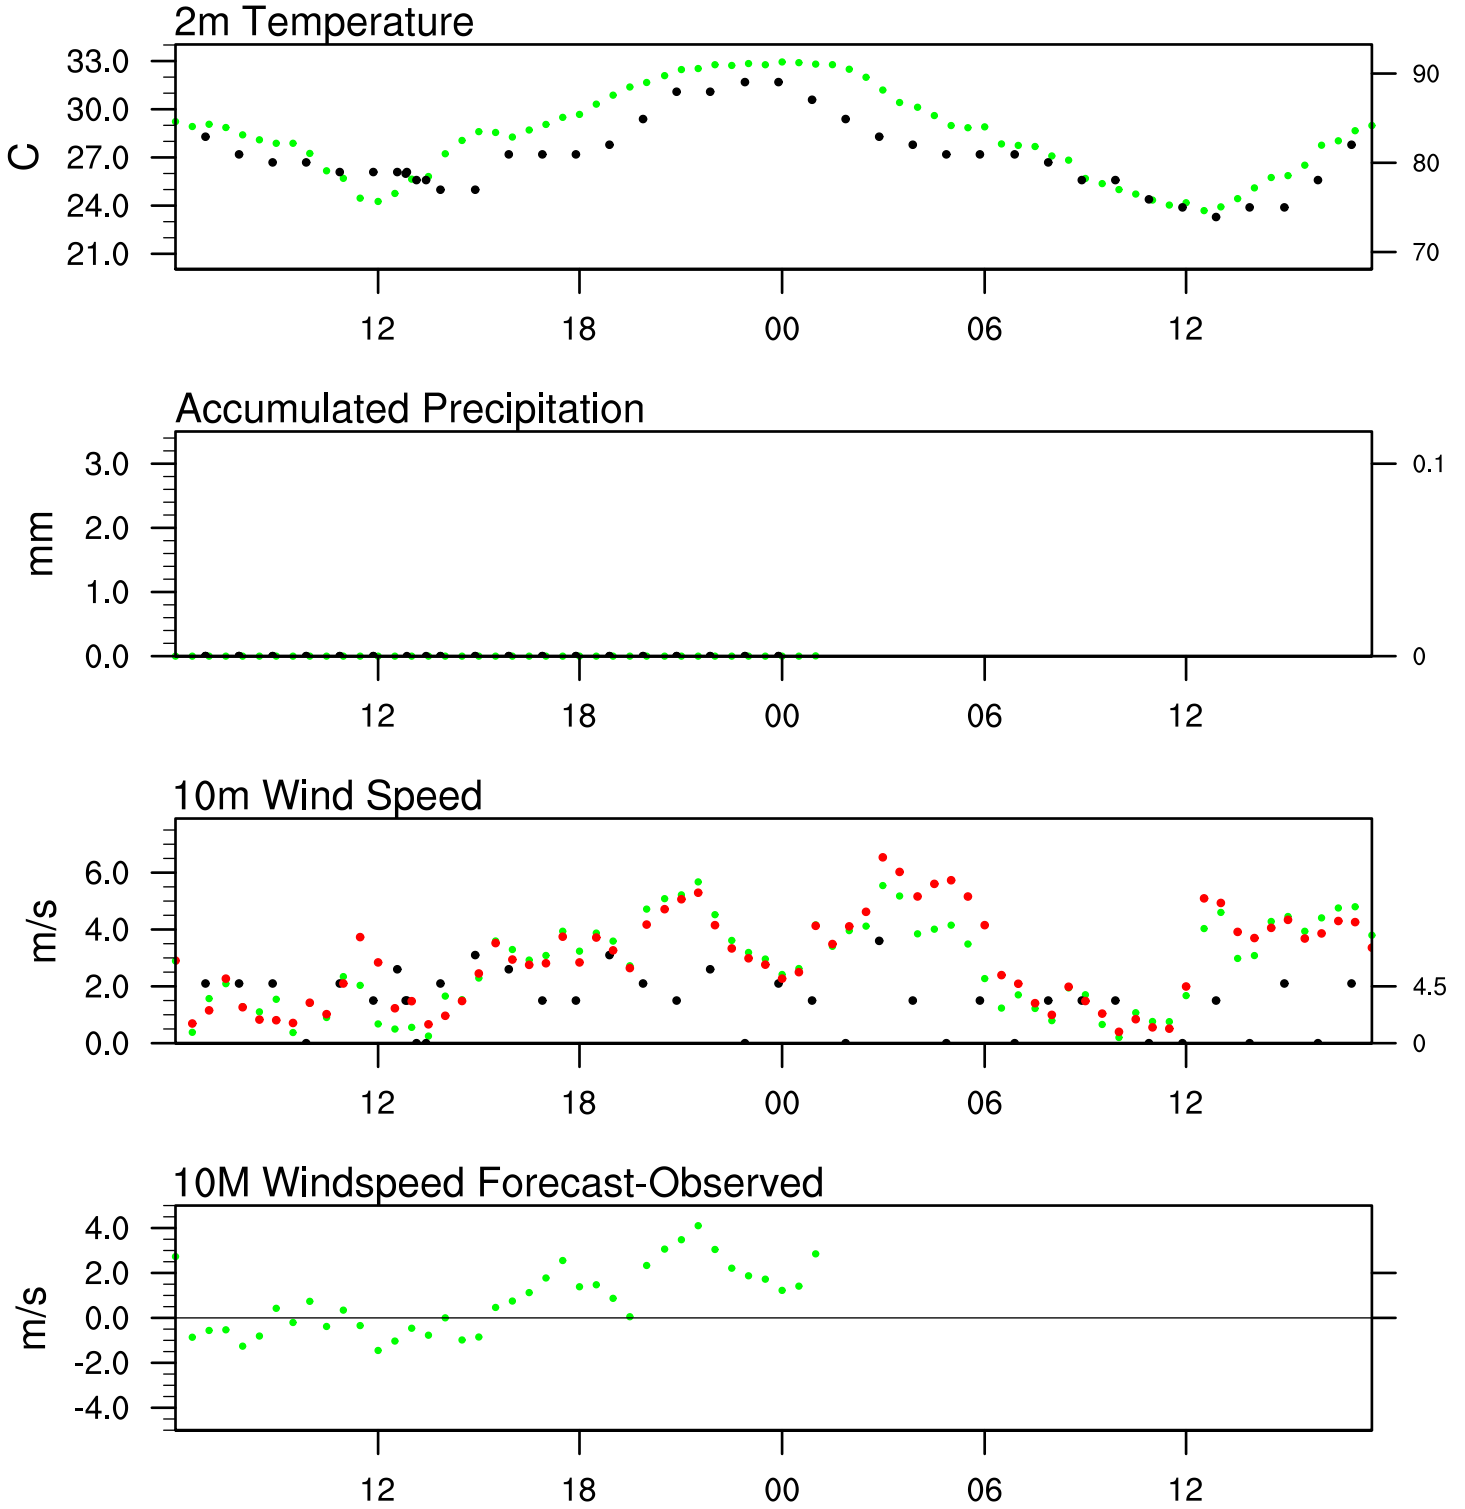 2m Temperature
33.0
30.0
27.0
24.0
21.0
C
90
80
70
12 18 00 06 12
Accumulated Precipitation
3.0
2.0
1.0
0.0
mm
0.1
0
12 18 00 06 12
10m Wind Speed
6.0
4.0
2.0
0.0
m/s
4.5
0
12 18 00 06 12
10M Windspeed Forecast-Observed
4.0
2.0
0.0
-2.0
-4.0
m/s
12 18 00 06 12